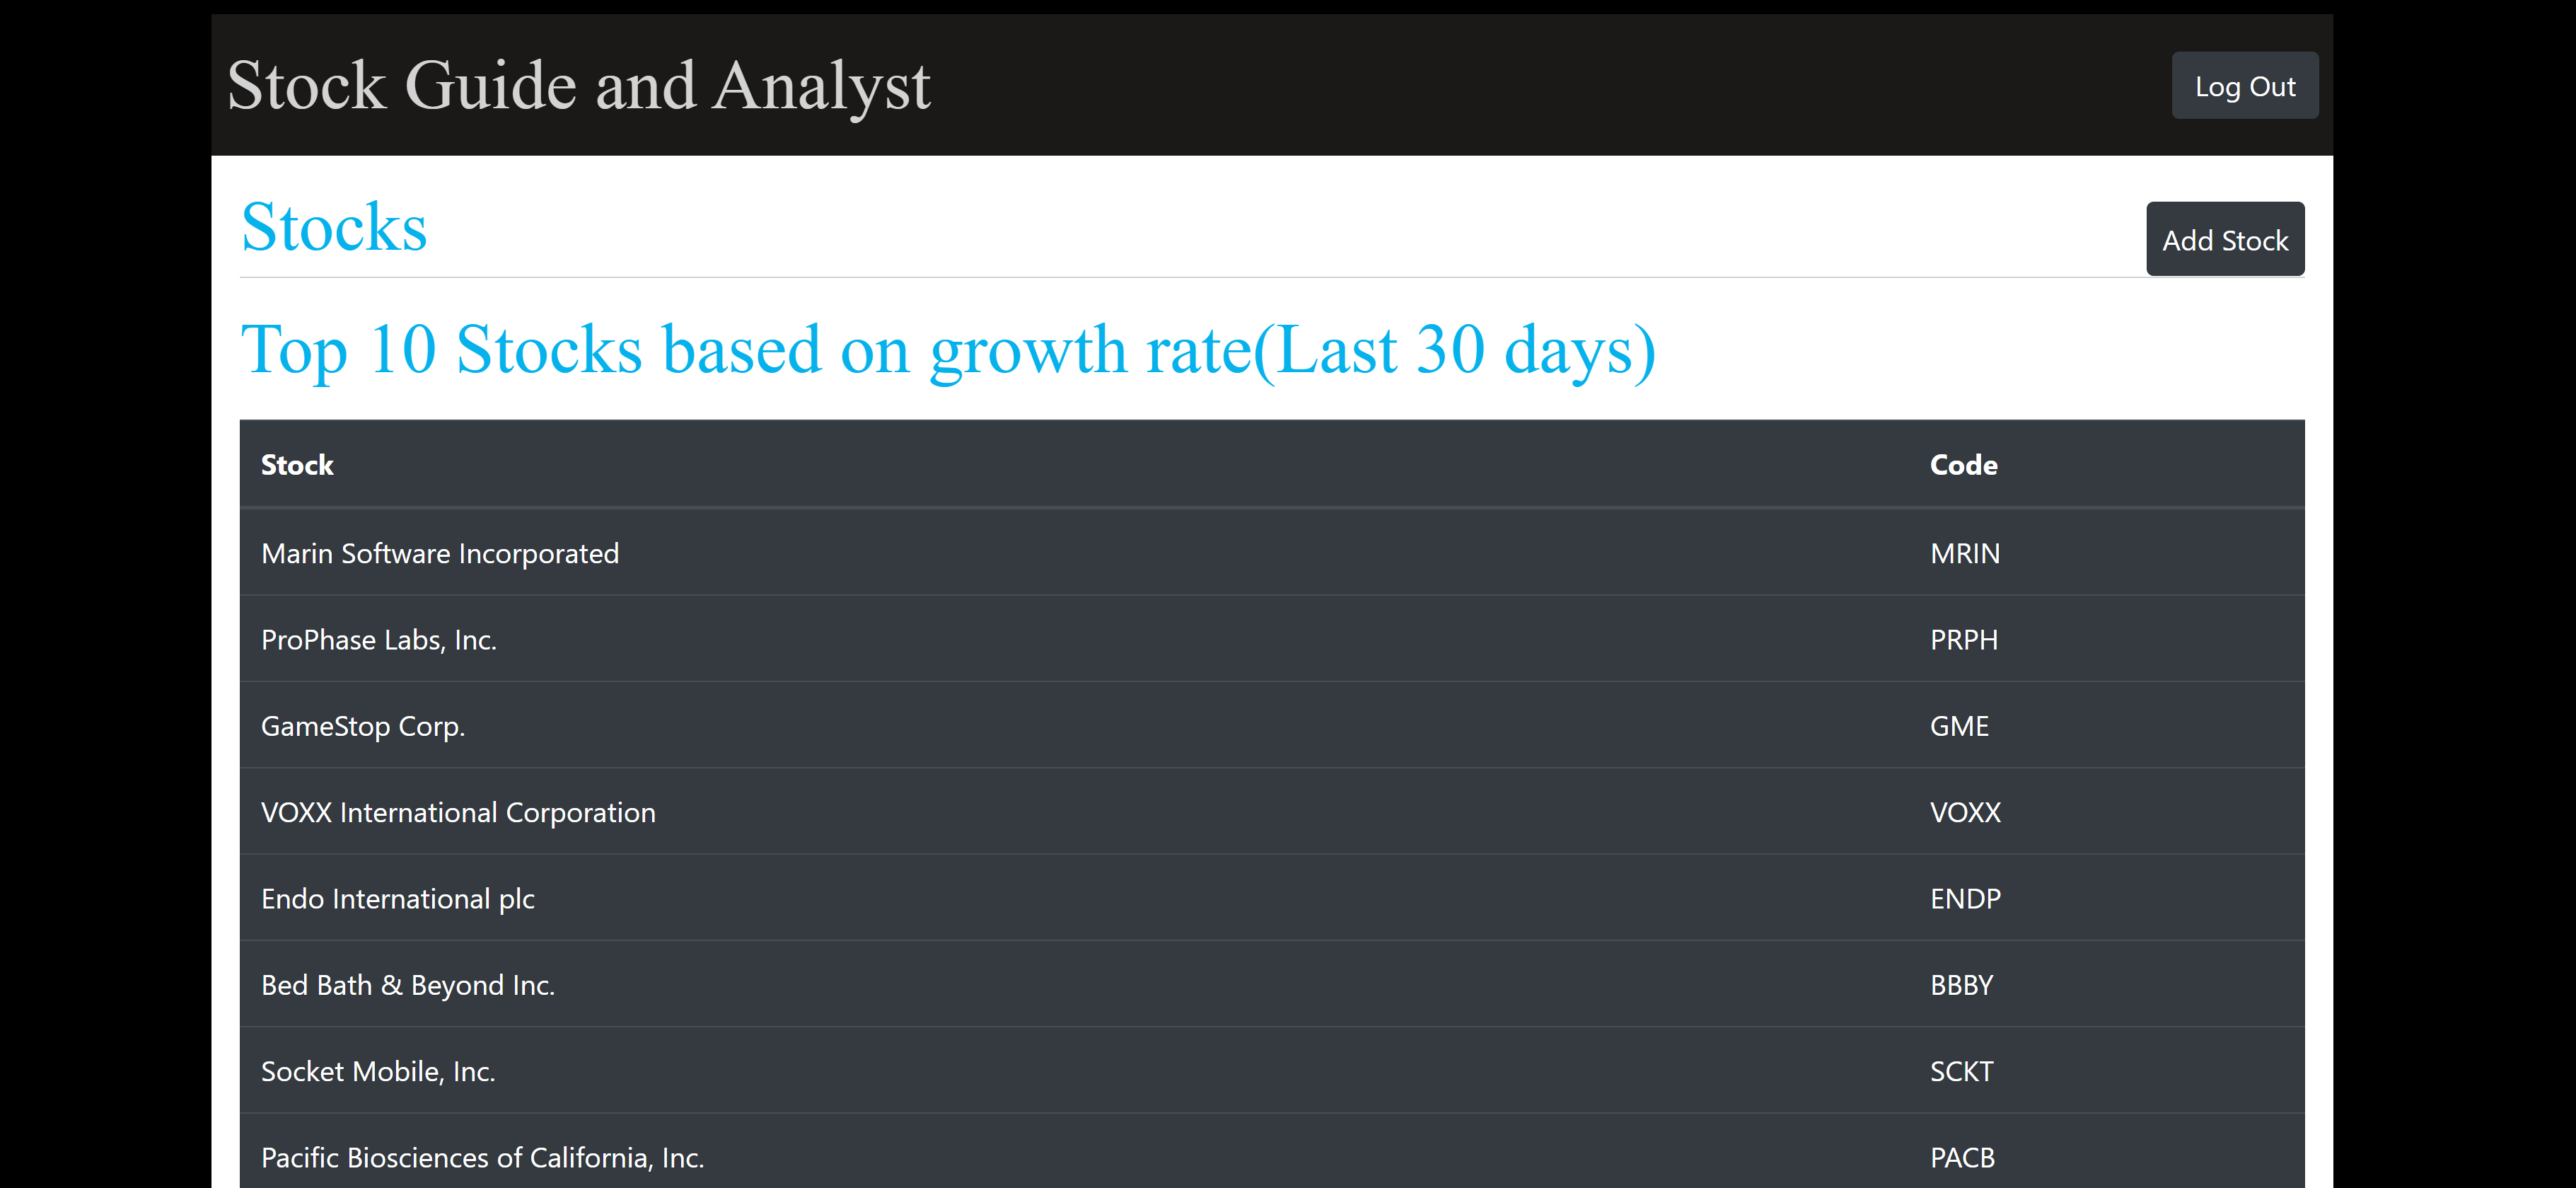 Stock Guide and Analyst
Log Out
Stocks
Add Stock
Top 10 Stocks based on growth rate(Last 30 days)
Stock Code
Marin Software Incorporated MRIN
ProPhase Labs, Inc. PRPH
GameStop Corp. GME
VOXX International Corporation VOXX
Endo International plc ENDP
Bed Bath & Beyond Inc. BBBY
Socket Mobile, Inc. SCKT
Pacific Biosciences of California, Inc. PACB